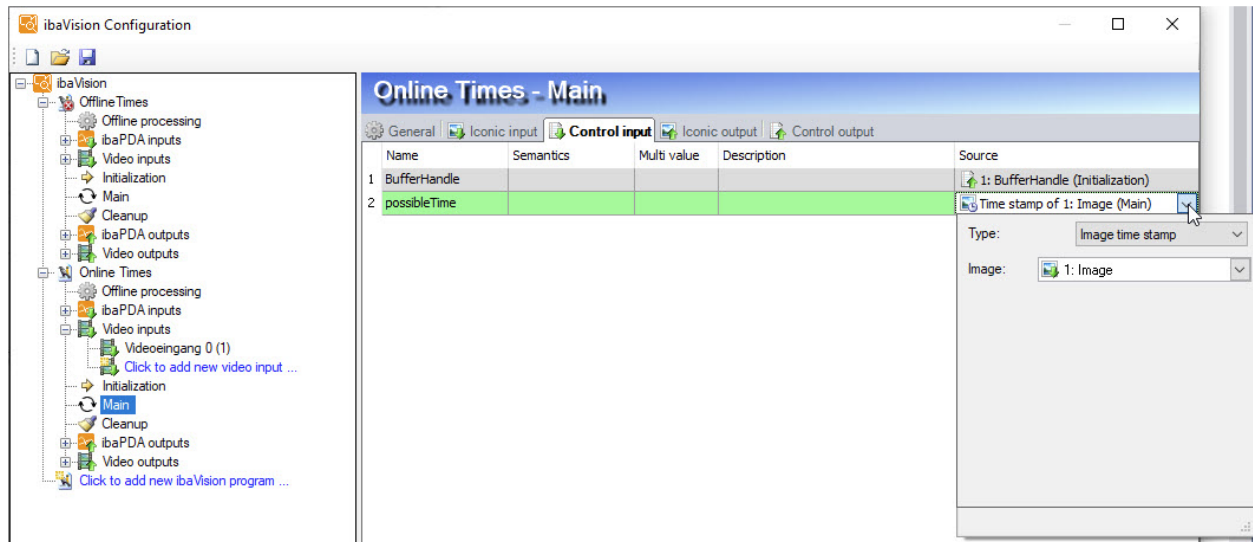 ibaVision Configuration
ibaVision
OfflineTimes
Offline processing
ibaPDA inputs
Video inputs
Initialization
Main
Cleanup
ibaPDA outputs
Video outputs
Online Times
Offline processing
ibaPDA inputs
Video inputs
Videoeingang 0 (1)
Click to add new video input ...
Initialization
Main
Cleanup
ibaPDA outputs
Video outputs
Click to add new ibaVision program ...
Online Times - Main
General Iconic input Control input Iconic output Control output
Name Semantics Multi value Description Source
1 BufferHandle 1: BufferHandle (Initialization)
2 possibleTime Time stamp of 1: Image (Main)
Type: Image time stamp
Image: 1: Image